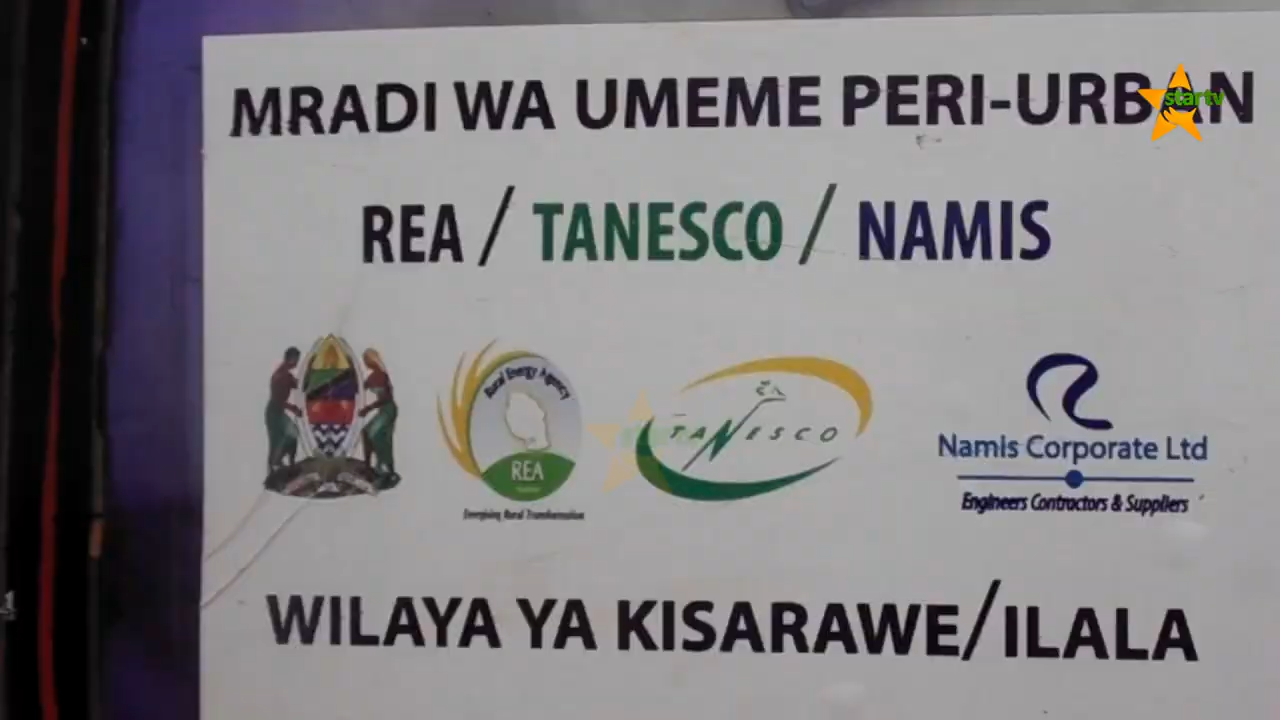 MRADI WA UMEME PERI-URBAN
startv
REA / TANESCO / NAMIS
Rural Energy Agency
REA
Energising Rural Transformation
TANESCO
Namis Corporate Ltd
Engineers Contractors & Suppliers
WILAYA YA KISARAWE/ILALA